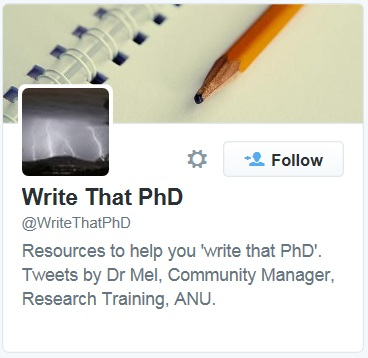 Follow
Write That PhD
@WriteThatPhD
Resources to help you 'write that PhD'.
Tweets by Dr Mel, Community Manager,
Research Training, ANU.